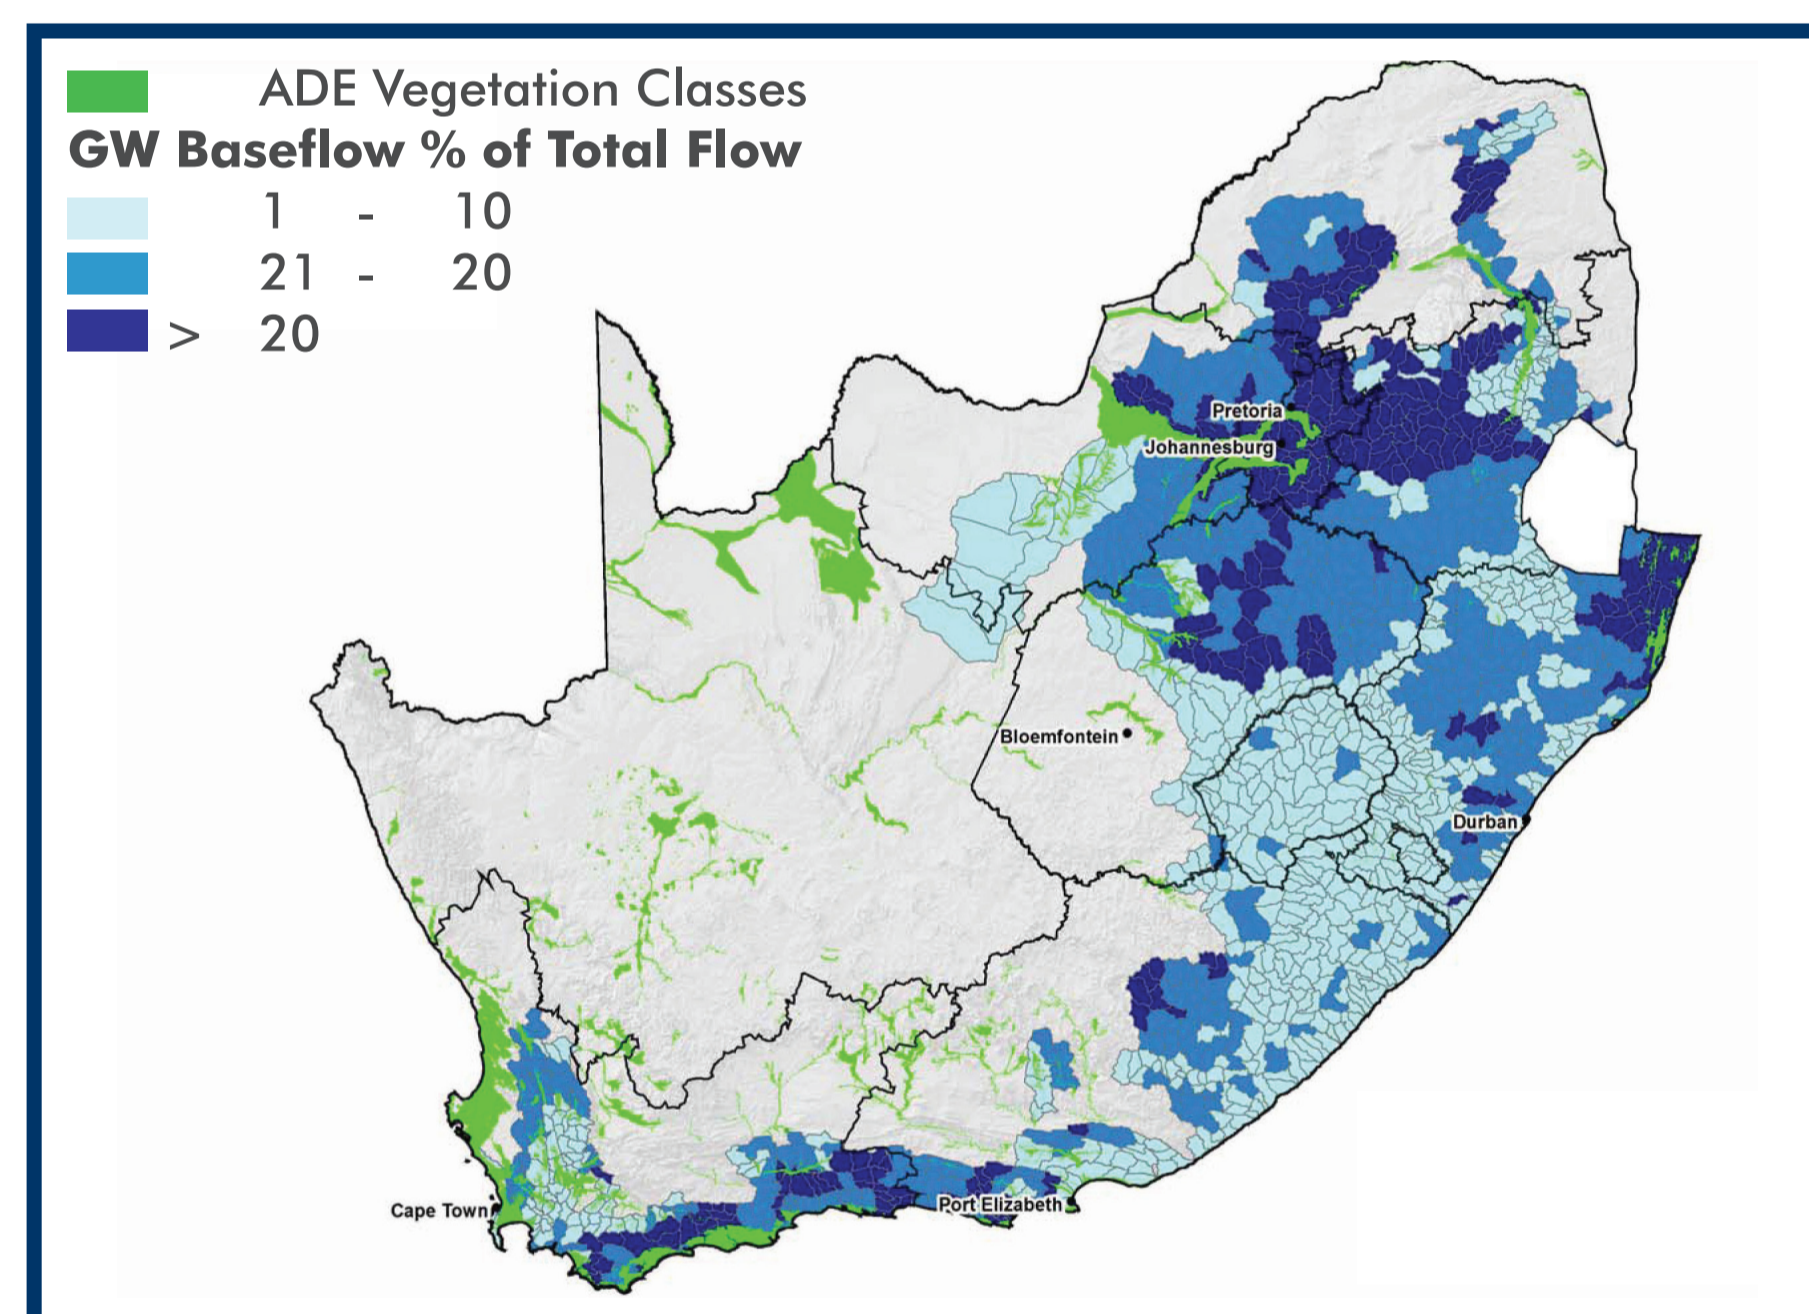 ADE Vegetation Classes
GW Baseflow % of Total Flow
1 - 10
21 - 20
> 20
Pretoria
Johannesburg
Bloemfontein
Durban
Cape Town
Port Elizabeth